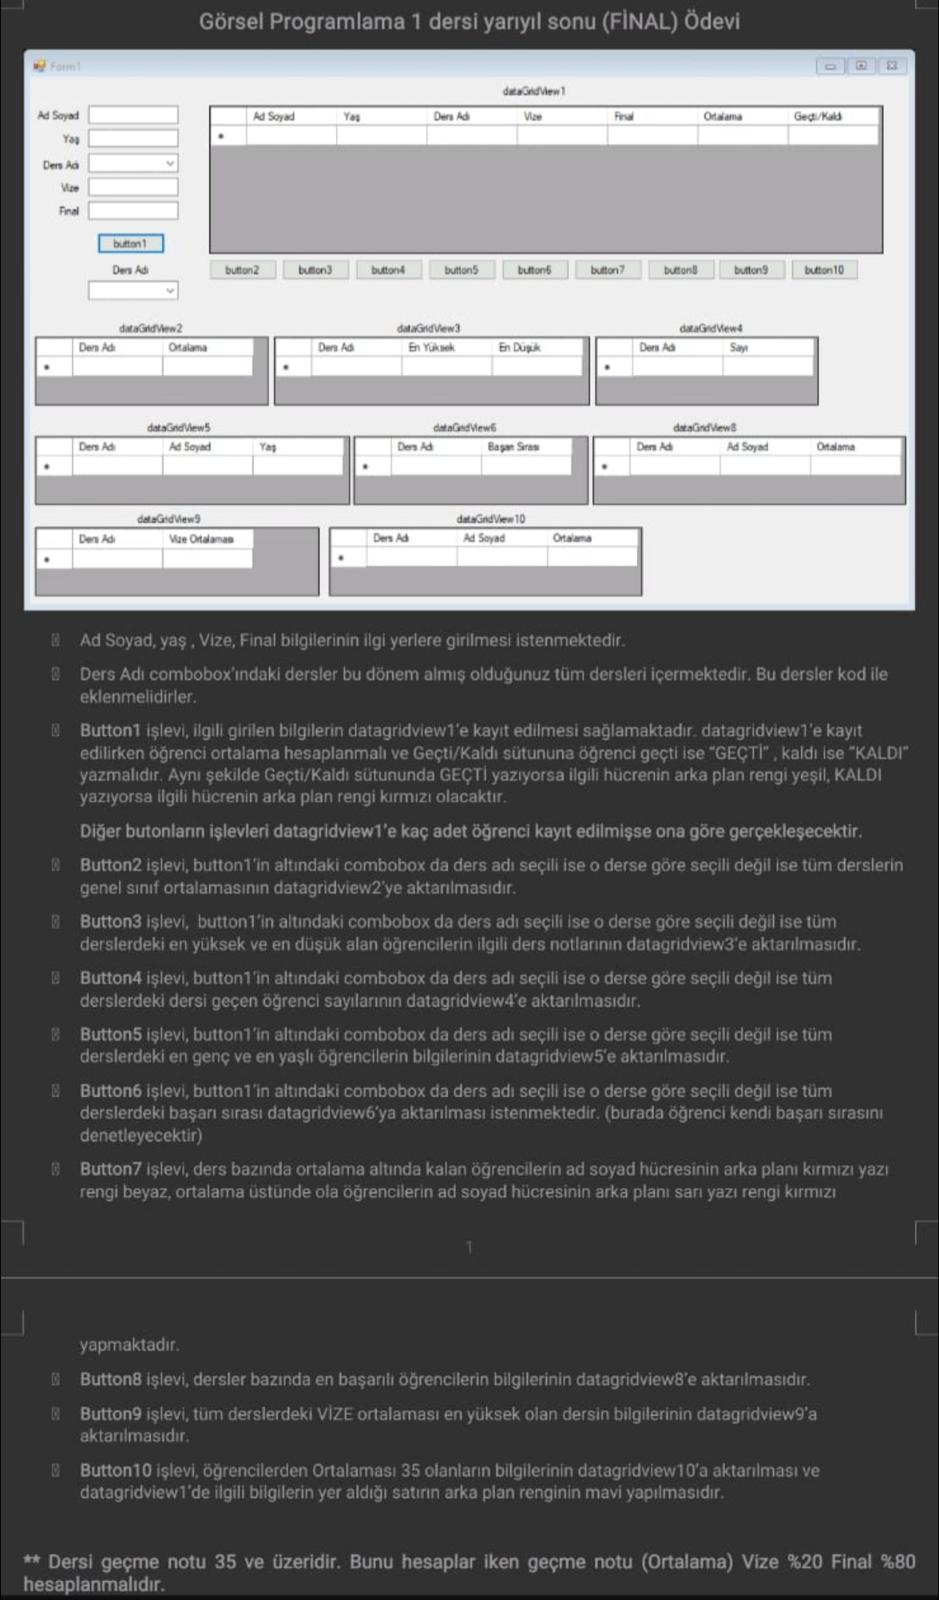 Görsel Programlama 1 dersi yarıyıl sonu (FİNAL) Ödevi
Form1
dataGridView1
Ad Soyad
Yaş
Ders Adı
Vize
Final
Ad Soyad Yaş Ders Adı Vize Final Ortalama Geçti/Kaldı
button1
Ders Adı
button2 button3 button4 button5 button6 button7 button8 button9 button10
dataGridView2 dataGridView3 dataGridView4
Ders Adı Ortalama Ders Adı En Yüksek En Düşük Ders Adı Sayı
dataGridView5 dataGridView6 dataGridView8
Ders Adı Ad Soyad Yaş Ders Adı Başarı Sırası Ders Adı Ad Soyad Ortalama
dataGridView9 dataGridView10
Ders Adı Vize Ortalaması Ders Adı Ad Soyad Ortalama
Ad Soyad, yaş , Vize, Final bilgilerinin ilgi yerlere girilmesi istenmektedir.
Ders Adı combobox'ındaki dersler bu dönem almış olduğunuz tüm dersleri içermektedir. Bu dersler kod ile
eklenmelidirler.
Button1 işlevi, ilgili girilen bilgilerin datagridview1'e kayıt edilmesi sağlamaktadır. datagridview1'e kayıt
edilirken öğrenci ortalama hesaplanmalı ve Geçti/Kaldı sütununa öğrenci geçti ise "GEÇTİ" , kaldı ise "KALDI"
yazmalıdır. Aynı şekilde Geçti/Kaldı sütununda GEÇTİ yazıyorsa ilgili hücrenin arka plan rengi yeşil, KALDI
yazıyorsa ilgili hücrenin arka plan rengi kırmızı olacaktır.
Diğer butonların işlevleri datagridview1'e kaç adet öğrenci kayıt edilmişse ona göre gerçekleşecektir.
Button2 işlevi, button1'in altındaki combobox da ders adı seçili ise o derse göre seçili değil ise tüm derslerin
genel sınıf ortalamasının datagridview2'ye aktarılmasıdır.
Button3 işlevi, button1'in altındaki combobox da ders adı seçili ise o derse göre seçili değil ise tüm
derslerdeki en yüksek ve en düşük alan öğrencilerin ilgili ders notlarının datagridview3'e aktarılmasıdır.
Button4 işlevi, button1'in altındaki combobox da ders adı seçili ise o derse göre seçili değil ise tüm
derslerdeki dersi geçen öğrenci sayılarının datagridview4'e aktarılmasıdır.
Button5 işlevi, button1'in altındaki combobox da ders adı seçili ise o derse göre seçili değil ise tüm
derslerdeki en genç ve en yaşlı öğrencilerin bilgilerinin datagridview5'e aktarılmasıdır.
Button6 işlevi, button1'in altındaki combobox da ders adı seçili ise o derse göre seçili değil ise tüm
derslerdeki başarı sırası datagridview6'ya aktarılması istenmektedir. (burada öğrenci kendi başarı sırasını
denetleyecektir)
Button7 işlevi, ders bazında ortalama altında kalan öğrencilerin ad soyad hücresinin arka planı kırmızı yazı
rengi beyaz, ortalama üstünde ola öğrencilerin ad soyad hücresinin arka planı sarı yazı rengi kırmızı
1
yapmaktadır.
Button8 işlevi, dersler bazında en başarılı öğrencilerin bilgilerinin datagridview8'e aktarılmasıdır.
Button9 işlevi, tüm derslerdeki VİZE ortalaması en yüksek olan dersin bilgilerinin datagridview9'a
aktarılmasıdır.
Button10 işlevi, öğrencilerden Ortalaması 35 olanların bilgilerinin datagridview10'a aktarılması ve
datagridview1'de ilgili bilgilerin yer aldığı satırın arka plan renginin mavi yapılmasıdır.
** Dersi geçme notu 35 ve üzeridir. Bunu hesaplar iken geçme notu (Ortalama) Vize %20 Final %80
hesaplanmalıdır.